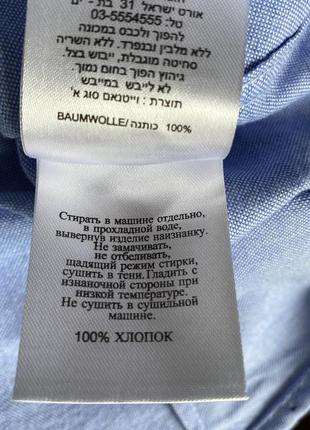 אורט ישראל 31 בת - ים
טל: 03-5554555
להפוך ולכבס במכונה
ללא מלבין ובנפרד. ללא
סחיטה מוגבלת, ייבוש בצל
גיהוץ הפוך בחום נמוך.
לא לייבש במייבש
תוצרת : וייטנאם סוג א'
BAUMWOLLE/כותנה 100%
Стирать в машине отдельно,
в прохладной воде,
вывернув изделие наизнанку.
Не замачивать,
не отбеливать,
щадящий режим стирки,
сушить в тени.Гладить с
изнаночной стороны при
низкой температуре.
Не сушить в сушильной
машине.
100% ХЛОПОК